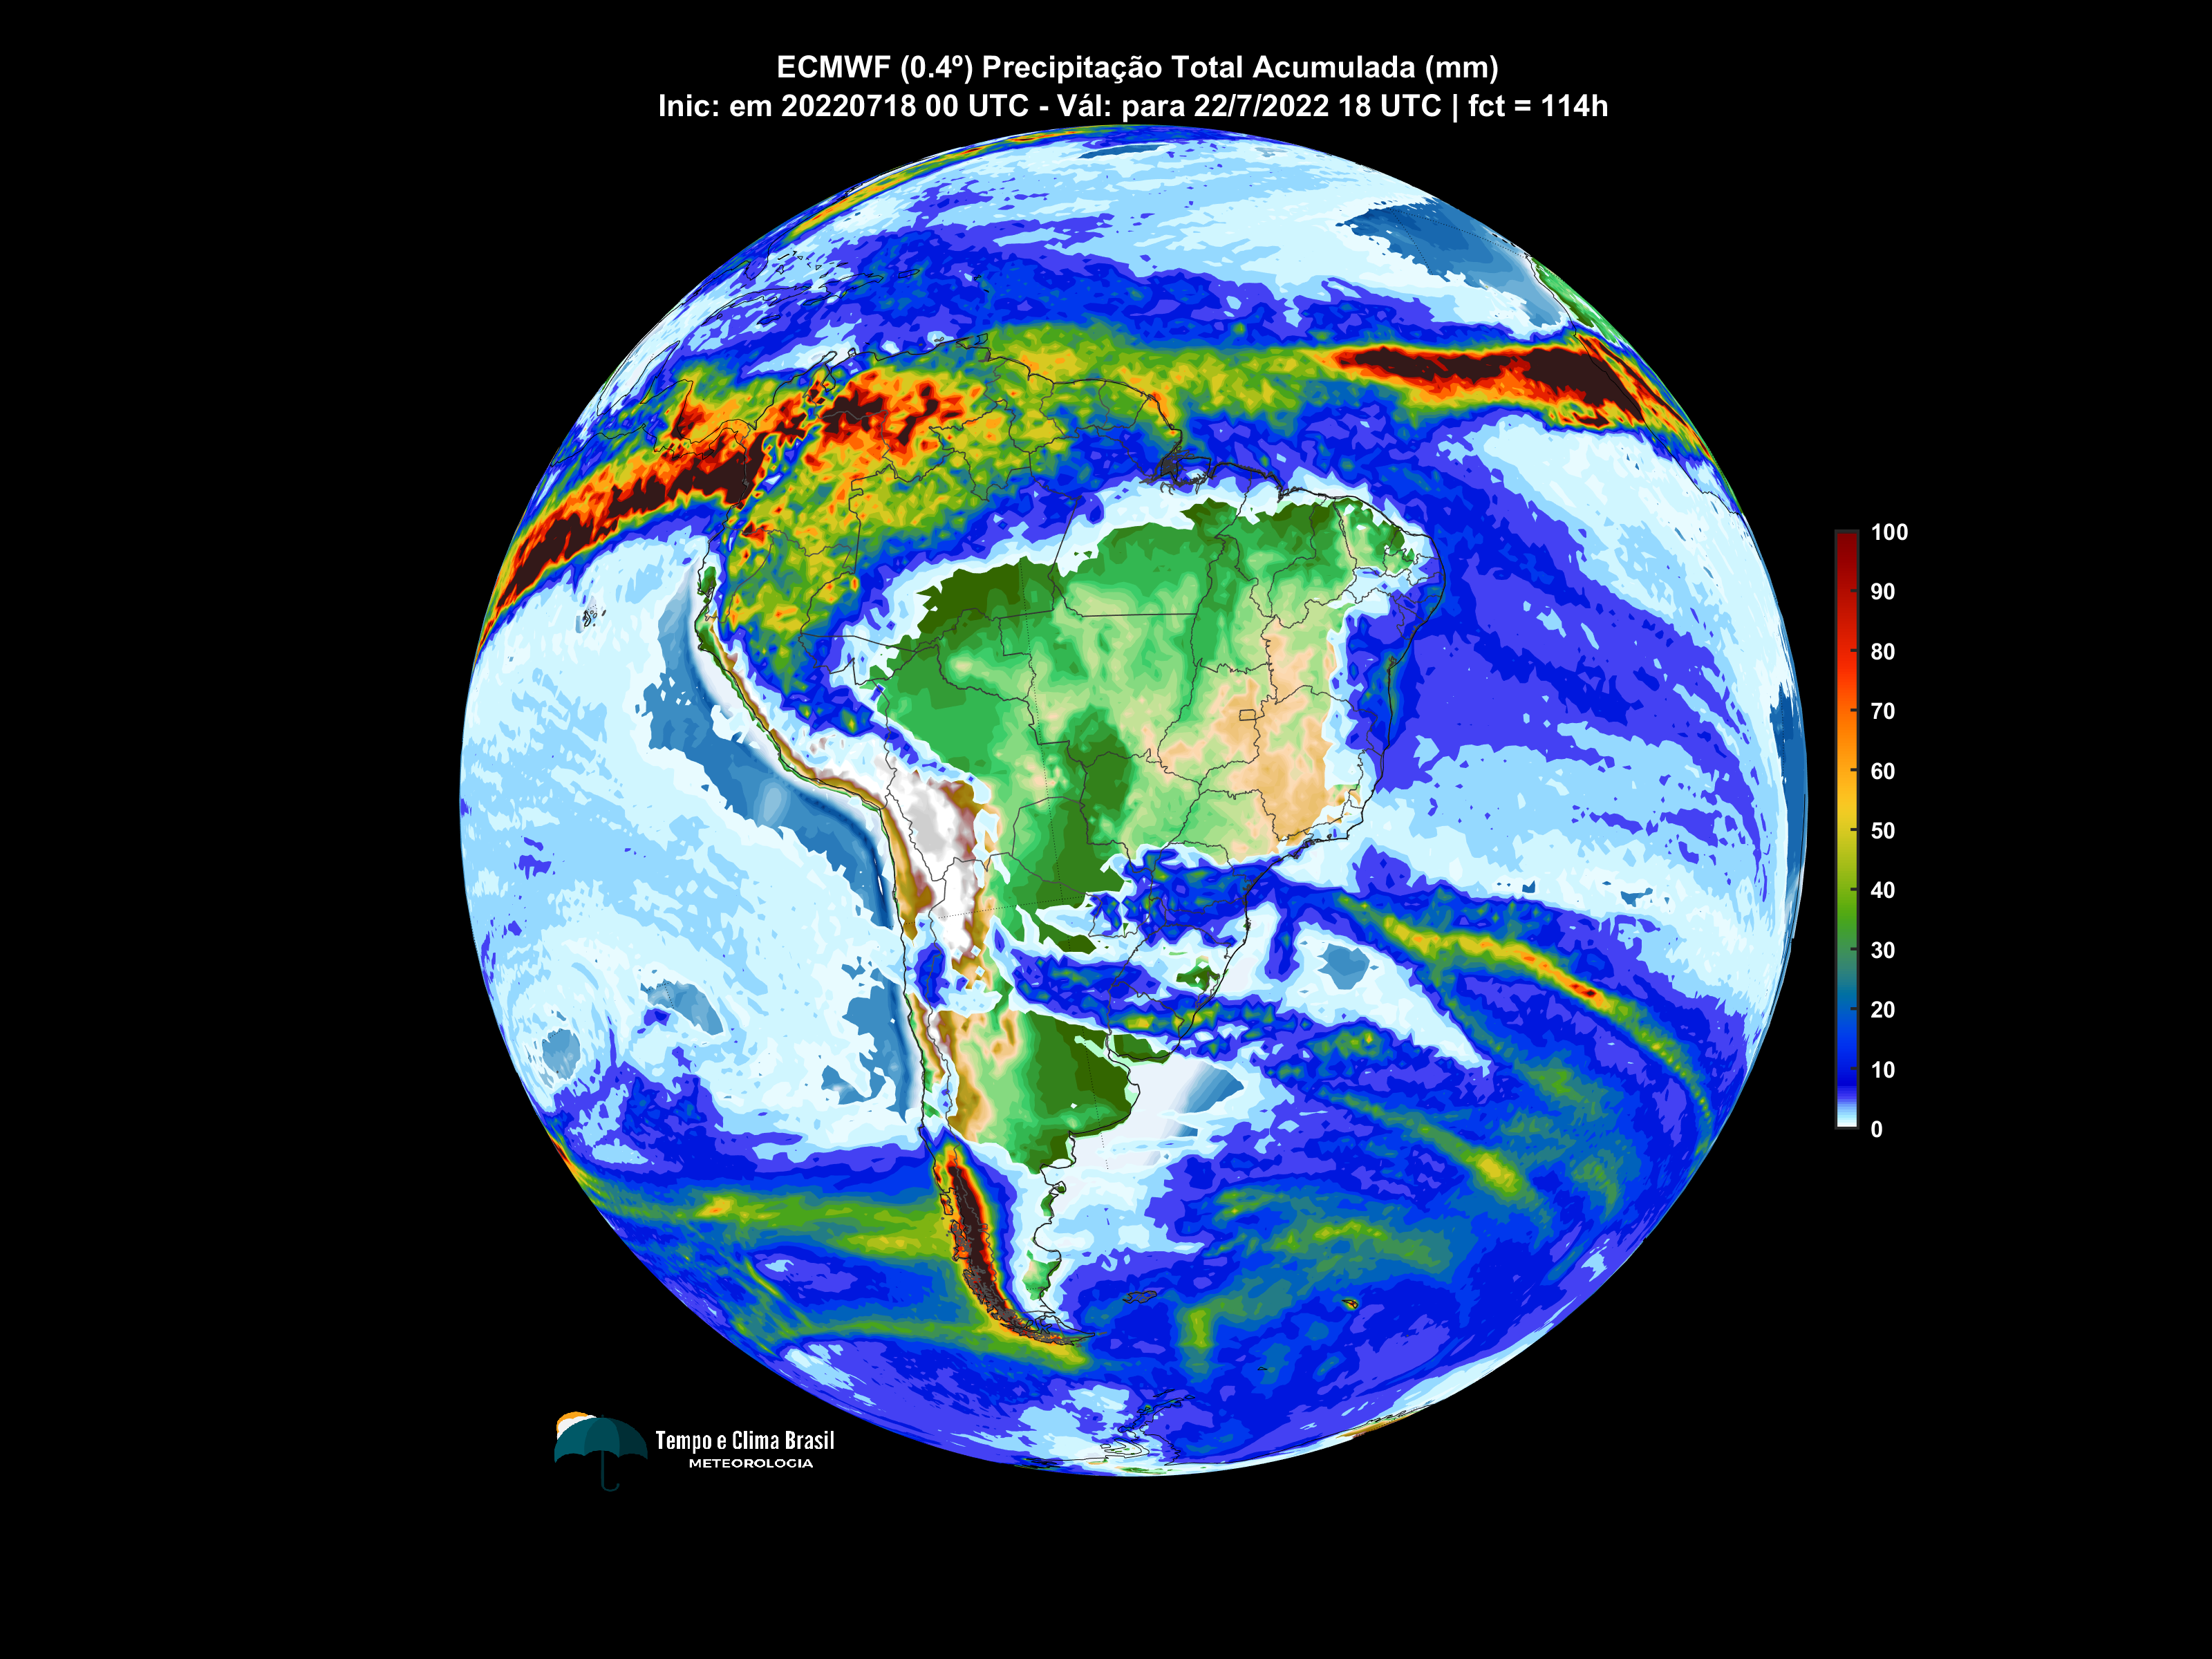 ECMWF (0.4º) Precipitação Total Acumulada (mm)
Inic: em 20220718 00 UTC - Vál: para 22/7/2022 18 UTC | fct = 114h
100
90
80
70
60
50
40
30
20
10
0
Tempo e Clima Brasil
METEOROLOGIA